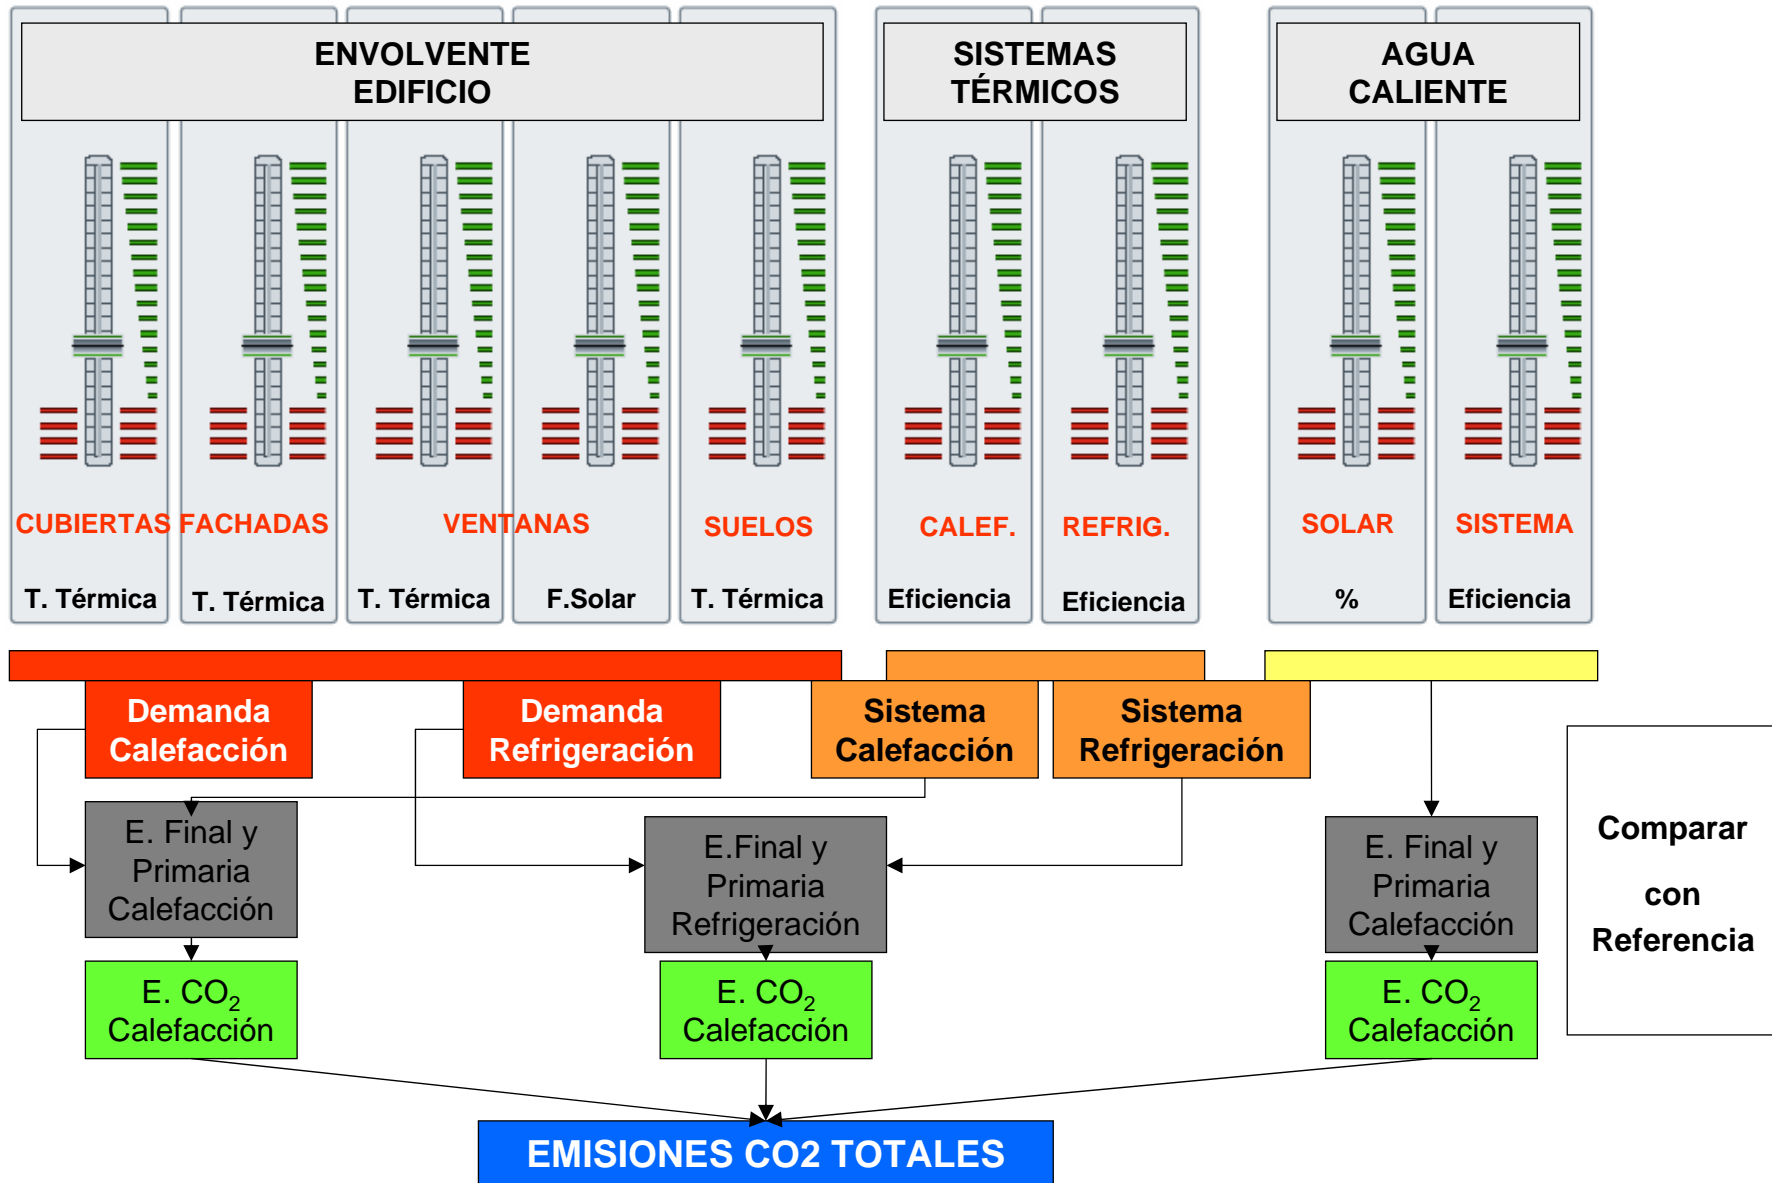 ENVOLVENTE
EDIFICIO
SISTEMAS
TÉRMICOS
AGUA
CALIENTE
CUBIERTAS
FACHADAS
VENTANAS
SUELOS
CALEF.
REFRIG.
SOLAR
SISTEMA
T. Térmica
T. Térmica
T. Térmica
F.Solar
T. Térmica
Eficiencia
Eficiencia
%
Eficiencia
Demanda
Calefacción
Demanda
Refrigeración
Sistema
Calefacción
Sistema
Refrigeración
E. Final y
Primaria
Calefacción
E.Final y
Primaria
Refrigeración
E. Final y
Primaria
Calefacción
Comparar
con
Referencia
E. CO₂
Calefacción
E. CO₂
Calefacción
E. CO₂
Calefacción
EMISIONES CO2 TOTALES